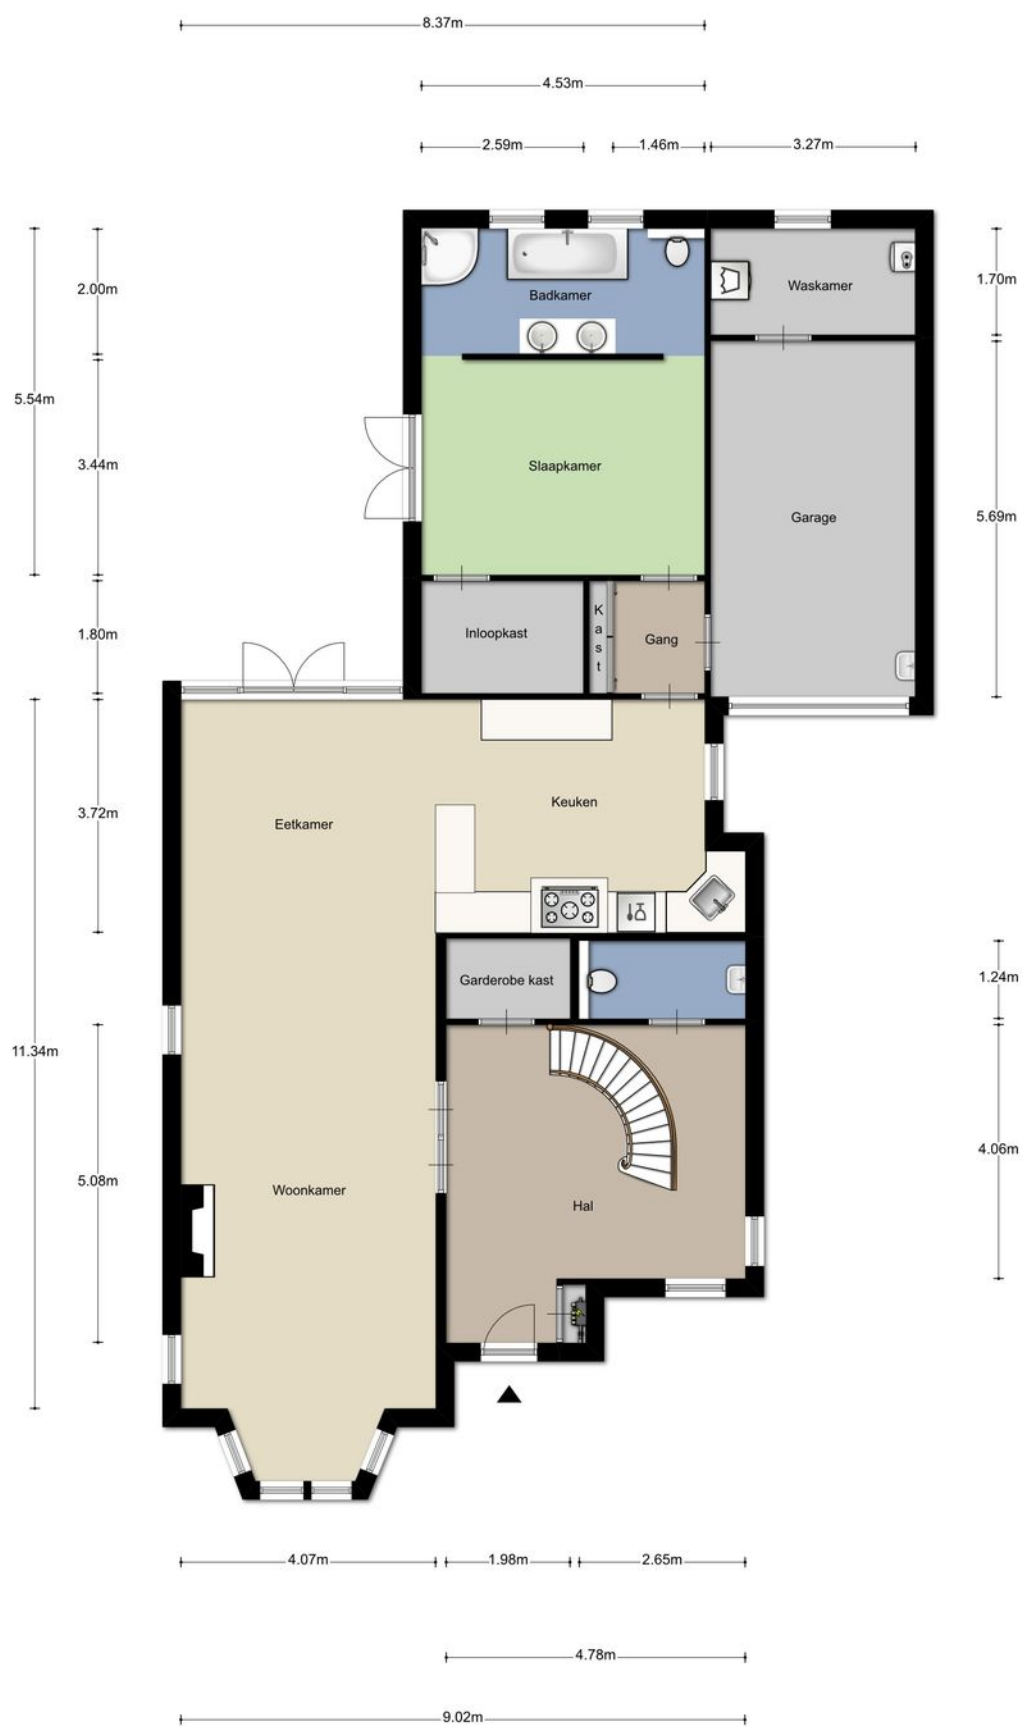 8.37m
4.53m
2.59m
1.46m
3.27m
2.00m
1.70m
Badkamer
Waskamer
5.54m
3.44m
Slaapkamer
Garage
5.69m
1.80m
Inloopkast
K
a
s
t
Gang
3.72m
Keuken
Eetkamer
Garderobe kast
1.24m
11.34m
5.08m
4.06m
Woonkamer
Hal
4.07m
1.98m
2.65m
4.78m
9.02m